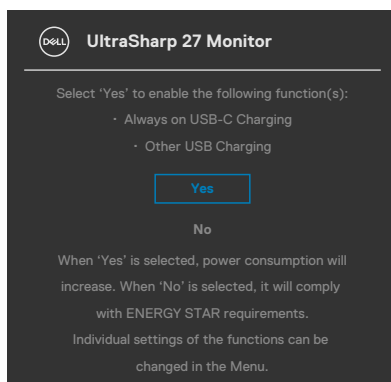 DELL UltraSharp 27 Monitor
Select ‘Yes’ to enable the following function(s):
· Always on USB-C Charging
· Other USB Charging
Yes
No
When ‘Yes’ is selected, power consumption will
increase. When ‘No’ is selected, it will comply
with ENERGY STAR requirements.
Individual settings of the functions can be
changed in the Menu.